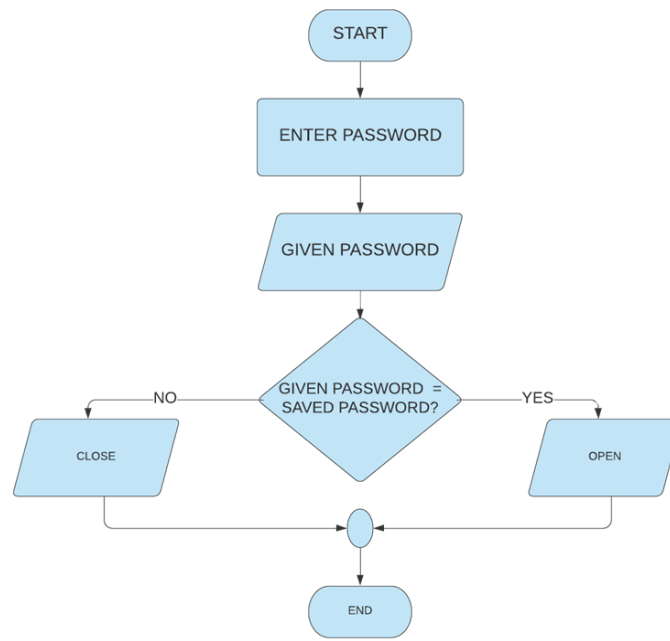 START
ENTER PASSWORD
GIVEN PASSWORD
GIVEN PASSWORD =
SAVED PASSWORD?
NO
YES
CLOSE
OPEN
END